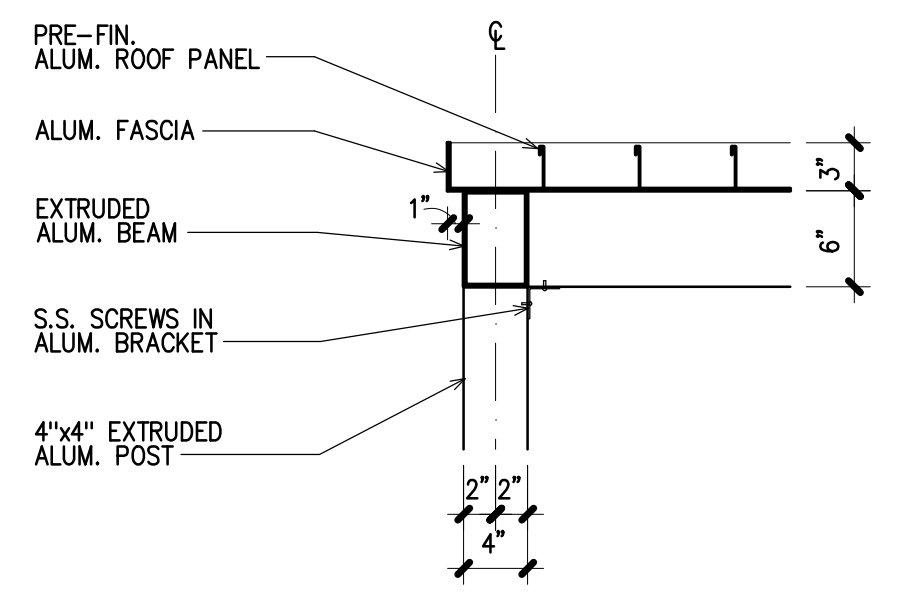 PRE-FIN.
ALUM. ROOF PANEL
℄
ALUM. FASCIA
3"
EXTRUDED
ALUM. BEAM
1"
6"
S.S. SCREWS IN
ALUM. BRACKET
4"x4" EXTRUDED
ALUM. POST
2" 2"
4"